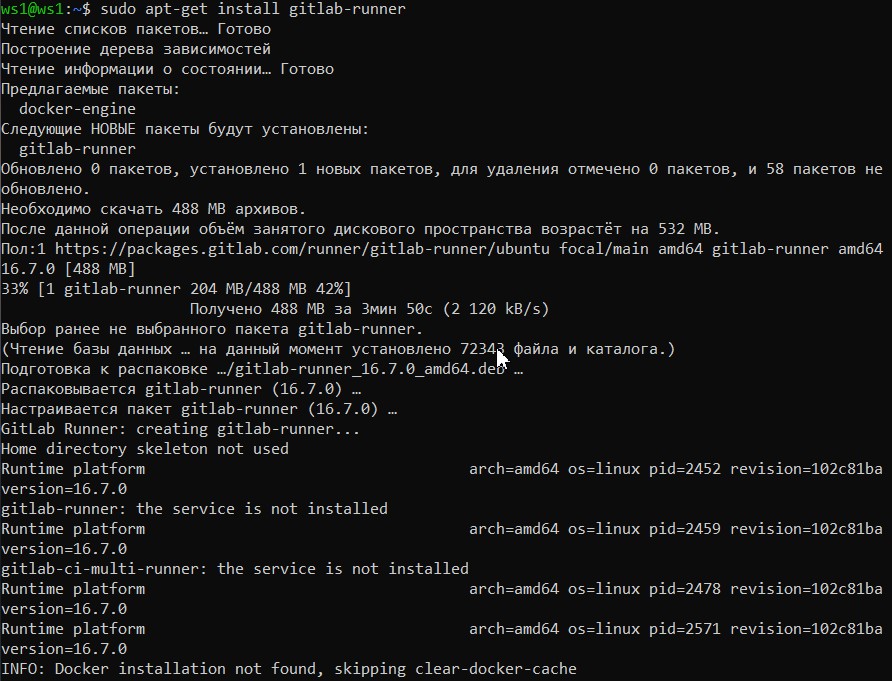 ws1@ws1:~$ sudo apt-get install gitlab-runner
Чтение списков пакетов… Готово
Построение дерева зависимостей
Чтение информации о состоянии… Готово
Предлагаемые пакеты:
  docker-engine
Следующие НОВЫЕ пакеты будут установлены:
  gitlab-runner
Обновлено 0 пакетов, установлено 1 новых пакетов, для удаления отмечено 0 пакетов, и 58 пакетов не
обновлено.
Необходимо скачать 488 MB архивов.
После данной операции объём занятого дискового пространства возрастёт на 532 MB.
Пол:1 https://packages.gitlab.com/runner/gitlab-runner/ubuntu focal/main amd64 gitlab-runner amd64
16.7.0 [488 MB]
33% [1 gitlab-runner 204 MB/488 MB 42%]
                     Получено 488 MB за 3мин 50с (2 120 kB/s)
Выбор ранее не выбранного пакета gitlab-runner.
(Чтение базы данных … на данный момент установлено 72343 файла и каталога.)
Подготовка к распаковке …/gitlab-runner_16.7.0_amd64.deb …
Распаковывается gitlab-runner (16.7.0) …
Настраивается пакет gitlab-runner (16.7.0) …
GitLab Runner: creating gitlab-runner...
Home directory skeleton not used
Runtime platform                                    arch=amd64 os=linux pid=2452 revision=102c81ba
version=16.7.0
gitlab-runner: the service is not installed
Runtime platform                                    arch=amd64 os=linux pid=2459 revision=102c81ba
version=16.7.0
gitlab-ci-multi-runner: the service is not installed
Runtime platform                                    arch=amd64 os=linux pid=2478 revision=102c81ba
version=16.7.0
Runtime platform                                    arch=amd64 os=linux pid=2571 revision=102c81ba
version=16.7.0
INFO: Docker installation not found, skipping clear-docker-cache